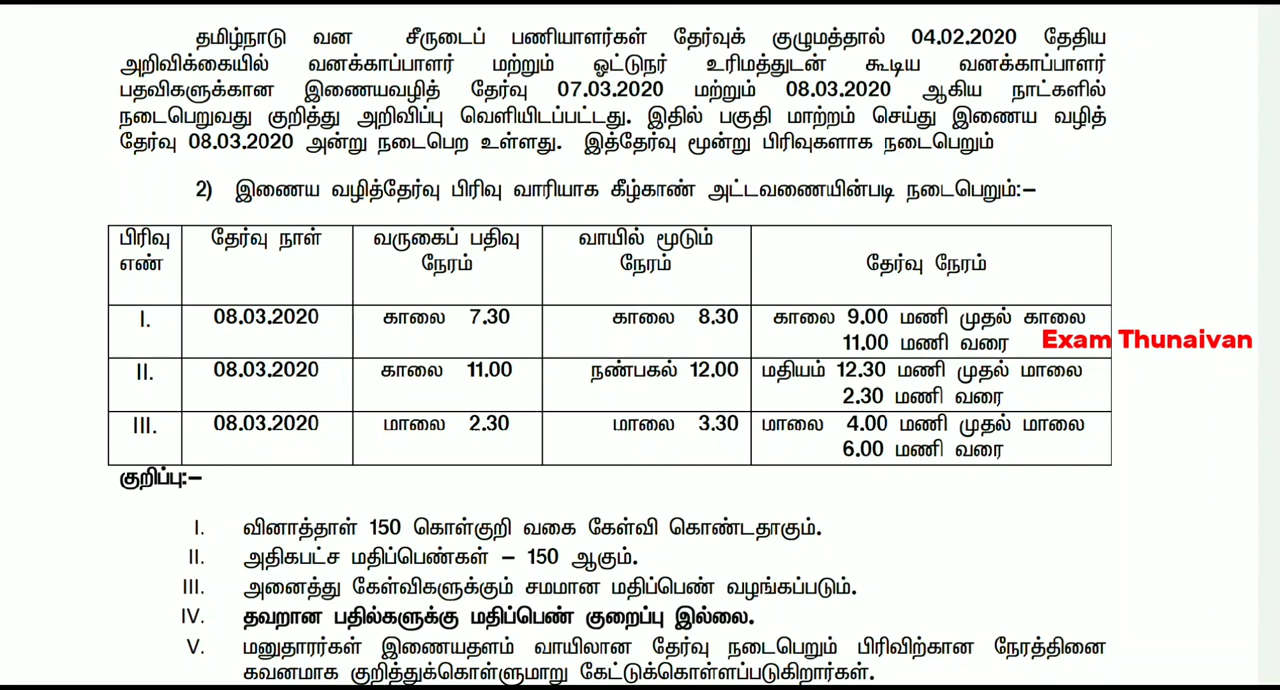 தமிழ்நாடு வன சீருடைப் பணியாளர்கள் தேர்வுக் குழுமத்தால் 04.02.2020 தேதிய
அறிவிக்கையில் வனக்காப்பாளர் மற்றும் ஓட்டுநர் உரிமத்துடன் கூடிய வனக்காப்பாளர்
பதவிகளுக்கான இணையவழித் தேர்வு 07.03.2020 மற்றும் 08.03.2020 ஆகிய நாட்களில்
நடைபெறுவது குறித்து அறிவிப்பு வெளியிடப்பட்டது. இதில் பகுதி மாற்றம் செய்து இணைய வழித்
தேர்வு 08.03.2020 அன்று நடைபெற உள்ளது. இத்தேர்வு மூன்று பிரிவுகளாக நடைபெறும்
2) இணைய வழித்தேர்வு பிரிவு வாரியாக கீழ்காண் அட்டவணையின்படி நடைபெறும்:–
பிரிவு எண் தேர்வு நாள் வருகைப் பதிவு நேரம் வாயில் மூடும் நேரம் தேர்வு நேரம்
I. 08.03.2020 காலை 7.30 காலை 8.30 காலை 9.00 மணி முதல் காலை
11.00 மணி வரை
Exam Thunaivan
II. 08.03.2020 காலை 11.00 நண்பகல் 12.00 மதியம் 12.30 மணி முதல் மாலை
2.30 மணி வரை
III. 08.03.2020 மாலை 2.30 மாலை 3.30 மாலை 4.00 மணி முதல் மாலை
6.00 மணி வரை
குறிப்பு:–
I. வினாத்தாள் 150 கொள்குறி வகை கேள்வி கொண்டதாகும்.
II. அதிகபட்ச மதிப்பெண்கள் – 150 ஆகும்.
III. அனைத்து கேள்விகளுக்கும் சமமான மதிப்பெண் வழங்கப்படும்.
IV. தவறான பதில்களுக்கு மதிப்பெண் குறைப்பு இல்லை.
V. மனுதாரர்கள் இணையதளம் வாயிலான தேர்வு நடைபெறும் பிரிவிற்கான நேரத்தினை
கவனமாக குறித்துக்கொள்ளுமாறு கேட்டுக்கொள்ளப்படுகிறார்கள்.